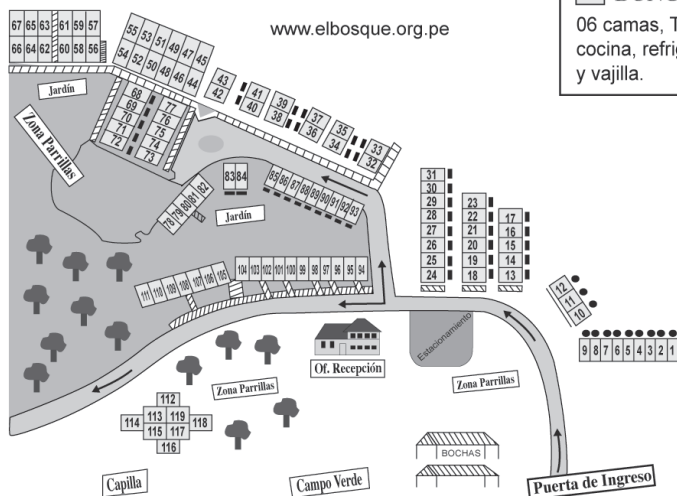 www.elbosque.org.pe
06 camas, T
cocina, refrig
y vajilla.
67 65 63 61 59 57
66 64 62 60 58 56
55 53 51 49 47 45
54 52 50 48 46 44
43 41 39 37 35 33
42 40 38 36 34 32
Jardín
Zona Parrillas
68 77
69 76
70 75
71 74
72 73
78 79 80 81 82
83 84
Jardín
85 86 87 88 89 90 91 92 93
31
30
29
28
27
26
25
24
23
22
21
20
19
18
17
16
15
14
13
12
11
10
9 8 7 6 5 4 3 2 1
111 110 109 108 107 106 105
104 103 102 101 100 99 98 97 96 95 94
Of. Recepción
Estacionamiento
Zona Parrillas
Zona Parrillas
112
114 113 119 118
115 117
116
BOCHAS
Capilla
Campo Verde
Puerta de Ingreso